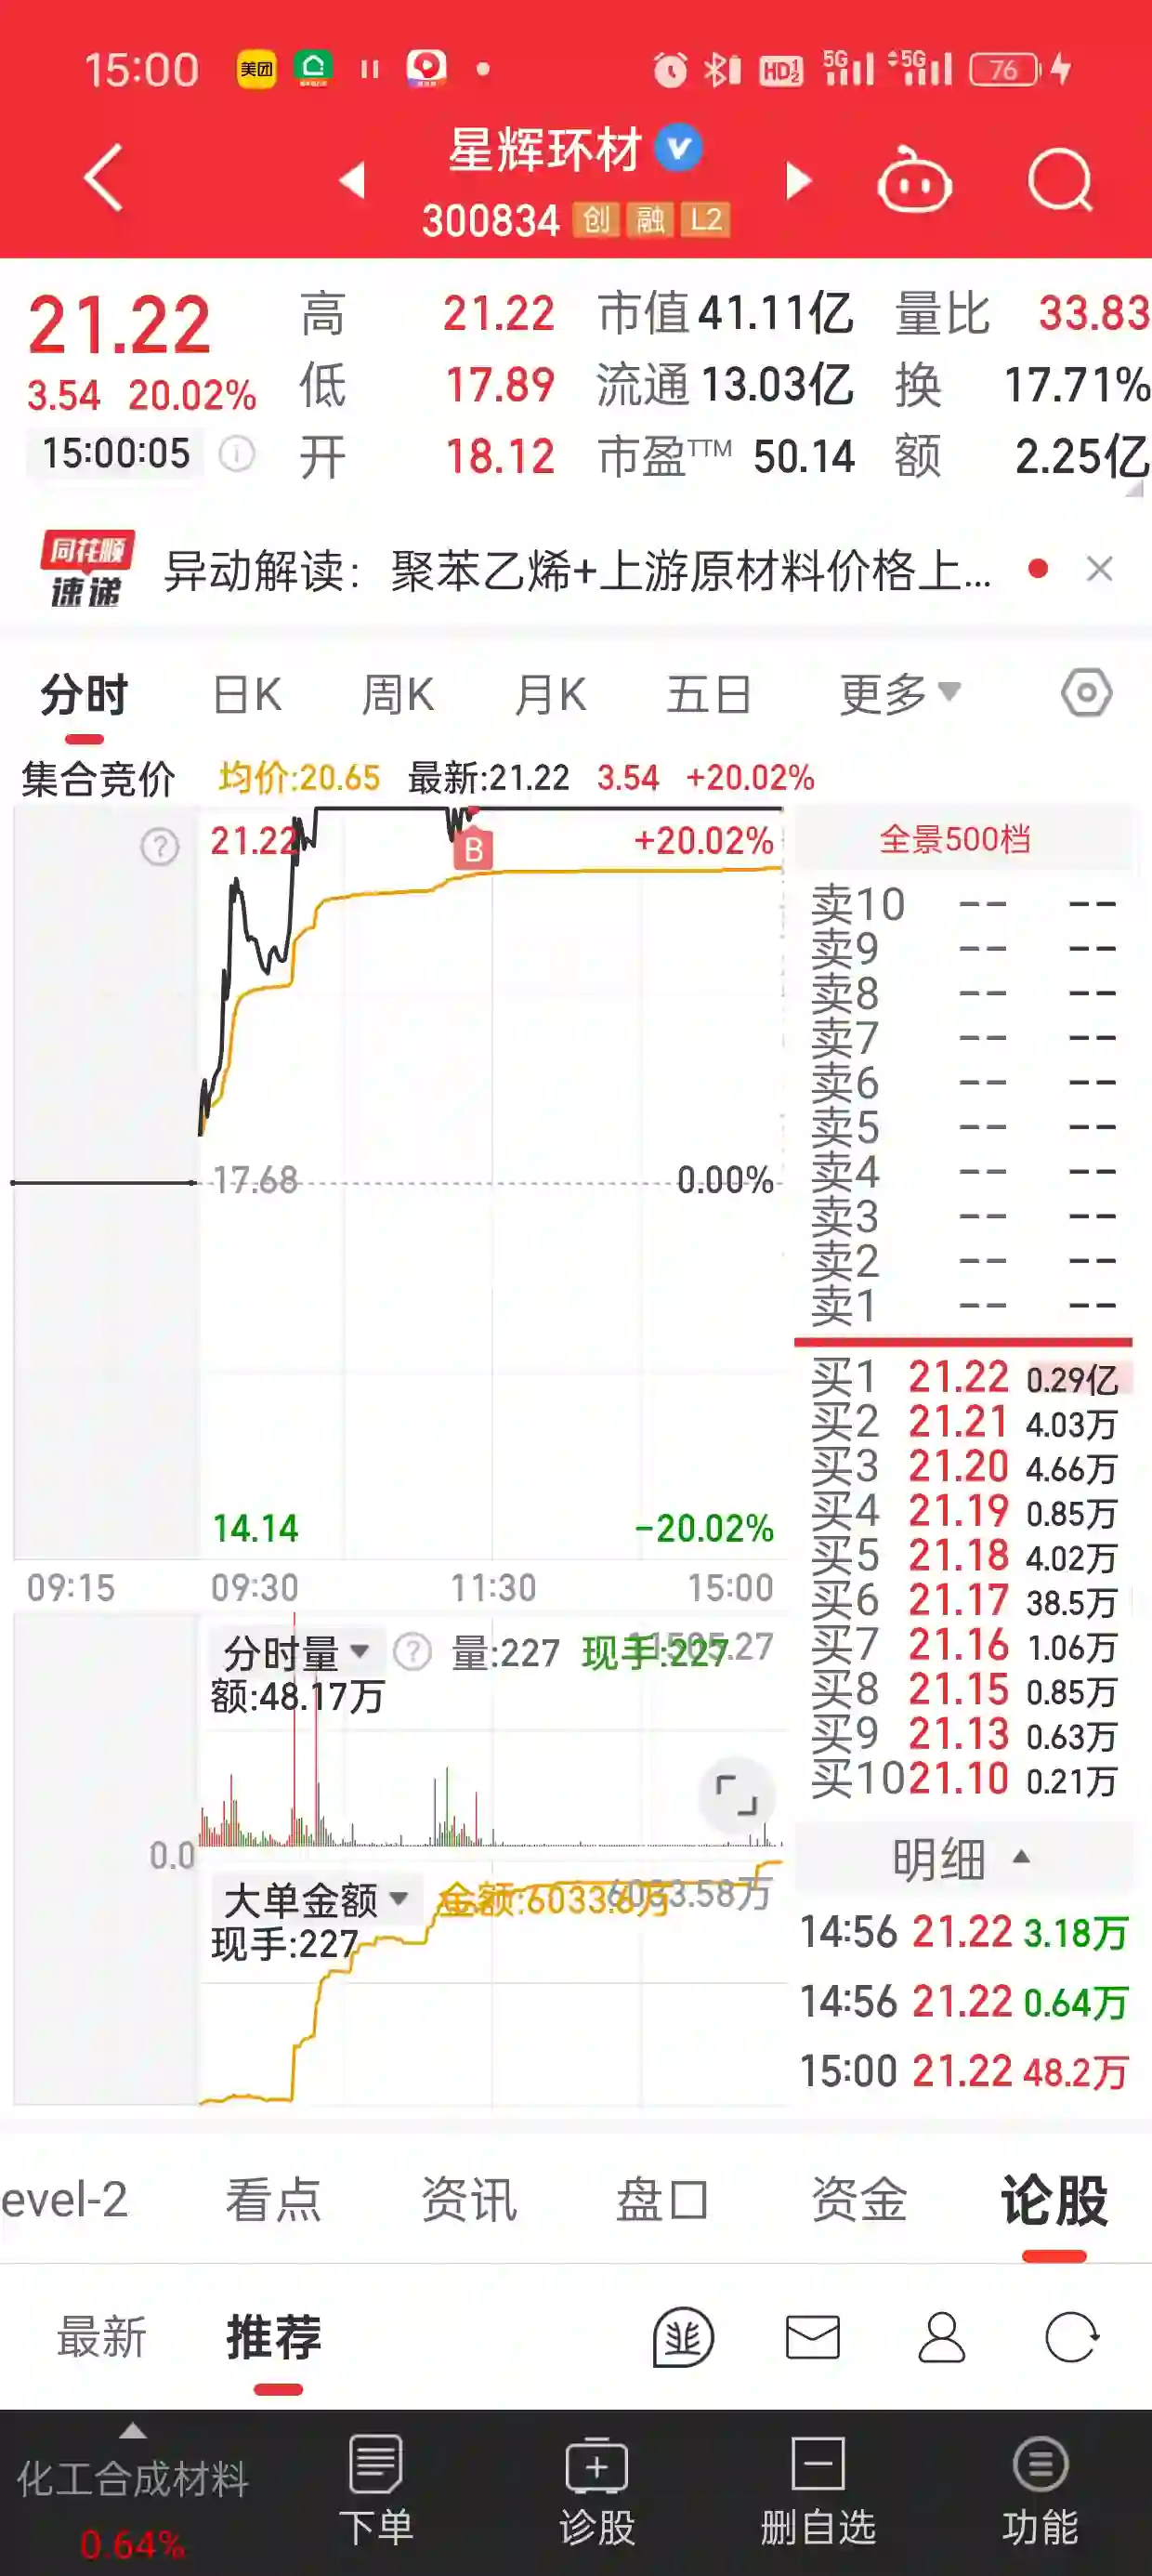 15:00 美团 HD 5G 5G 76
星辉环材
300834 创 融 L2
21.22 高 21.22 市值 41.11亿 量比 33.83
3.54 20.02% 低 17.89 流通 13.03亿 换 17.71%
15:00:05 开 18.12 市盈TTM 50.14 额 2.25亿
同花顺速递 异动解读：聚苯乙烯+上游原材料价格上...
分时 日K 周K 月K 五日 更多
集合竞价 均价:20.65 最新:21.22 3.54 +20.02%
21.22 B +20.02%
17.68 0.00%
14.14 -20.02%
09:15 09:30 11:30 15:00
全景500档
卖10 -- --
卖9 -- --
卖8 -- --
卖7 -- --
卖6 -- --
卖5 -- --
卖4 -- --
卖3 -- --
卖2 -- --
卖1 -- --
买1 21.22 0.29亿
买2 21.21 4.03万
买3 21.20 4.66万
买4 21.19 0.85万
买5 21.18 4.02万
买6 21.17 38.5万
买7 21.16 1.06万
买8 21.15 0.85万
买9 21.13 0.63万
买10 21.10 0.21万
分时量 量:227 现手:227
额:48.17万
0.0
大单金额 金额:6033.6万 6033.58万
现手:227
明细
14:56 21.22 3.18万
14:56 21.22 0.64万
15:00 21.22 48.2万
evel-2 看点 资讯 盘口 资金 论股
最新 推荐
化工合成材料 下单 诊股 删自选 功能
0.64%